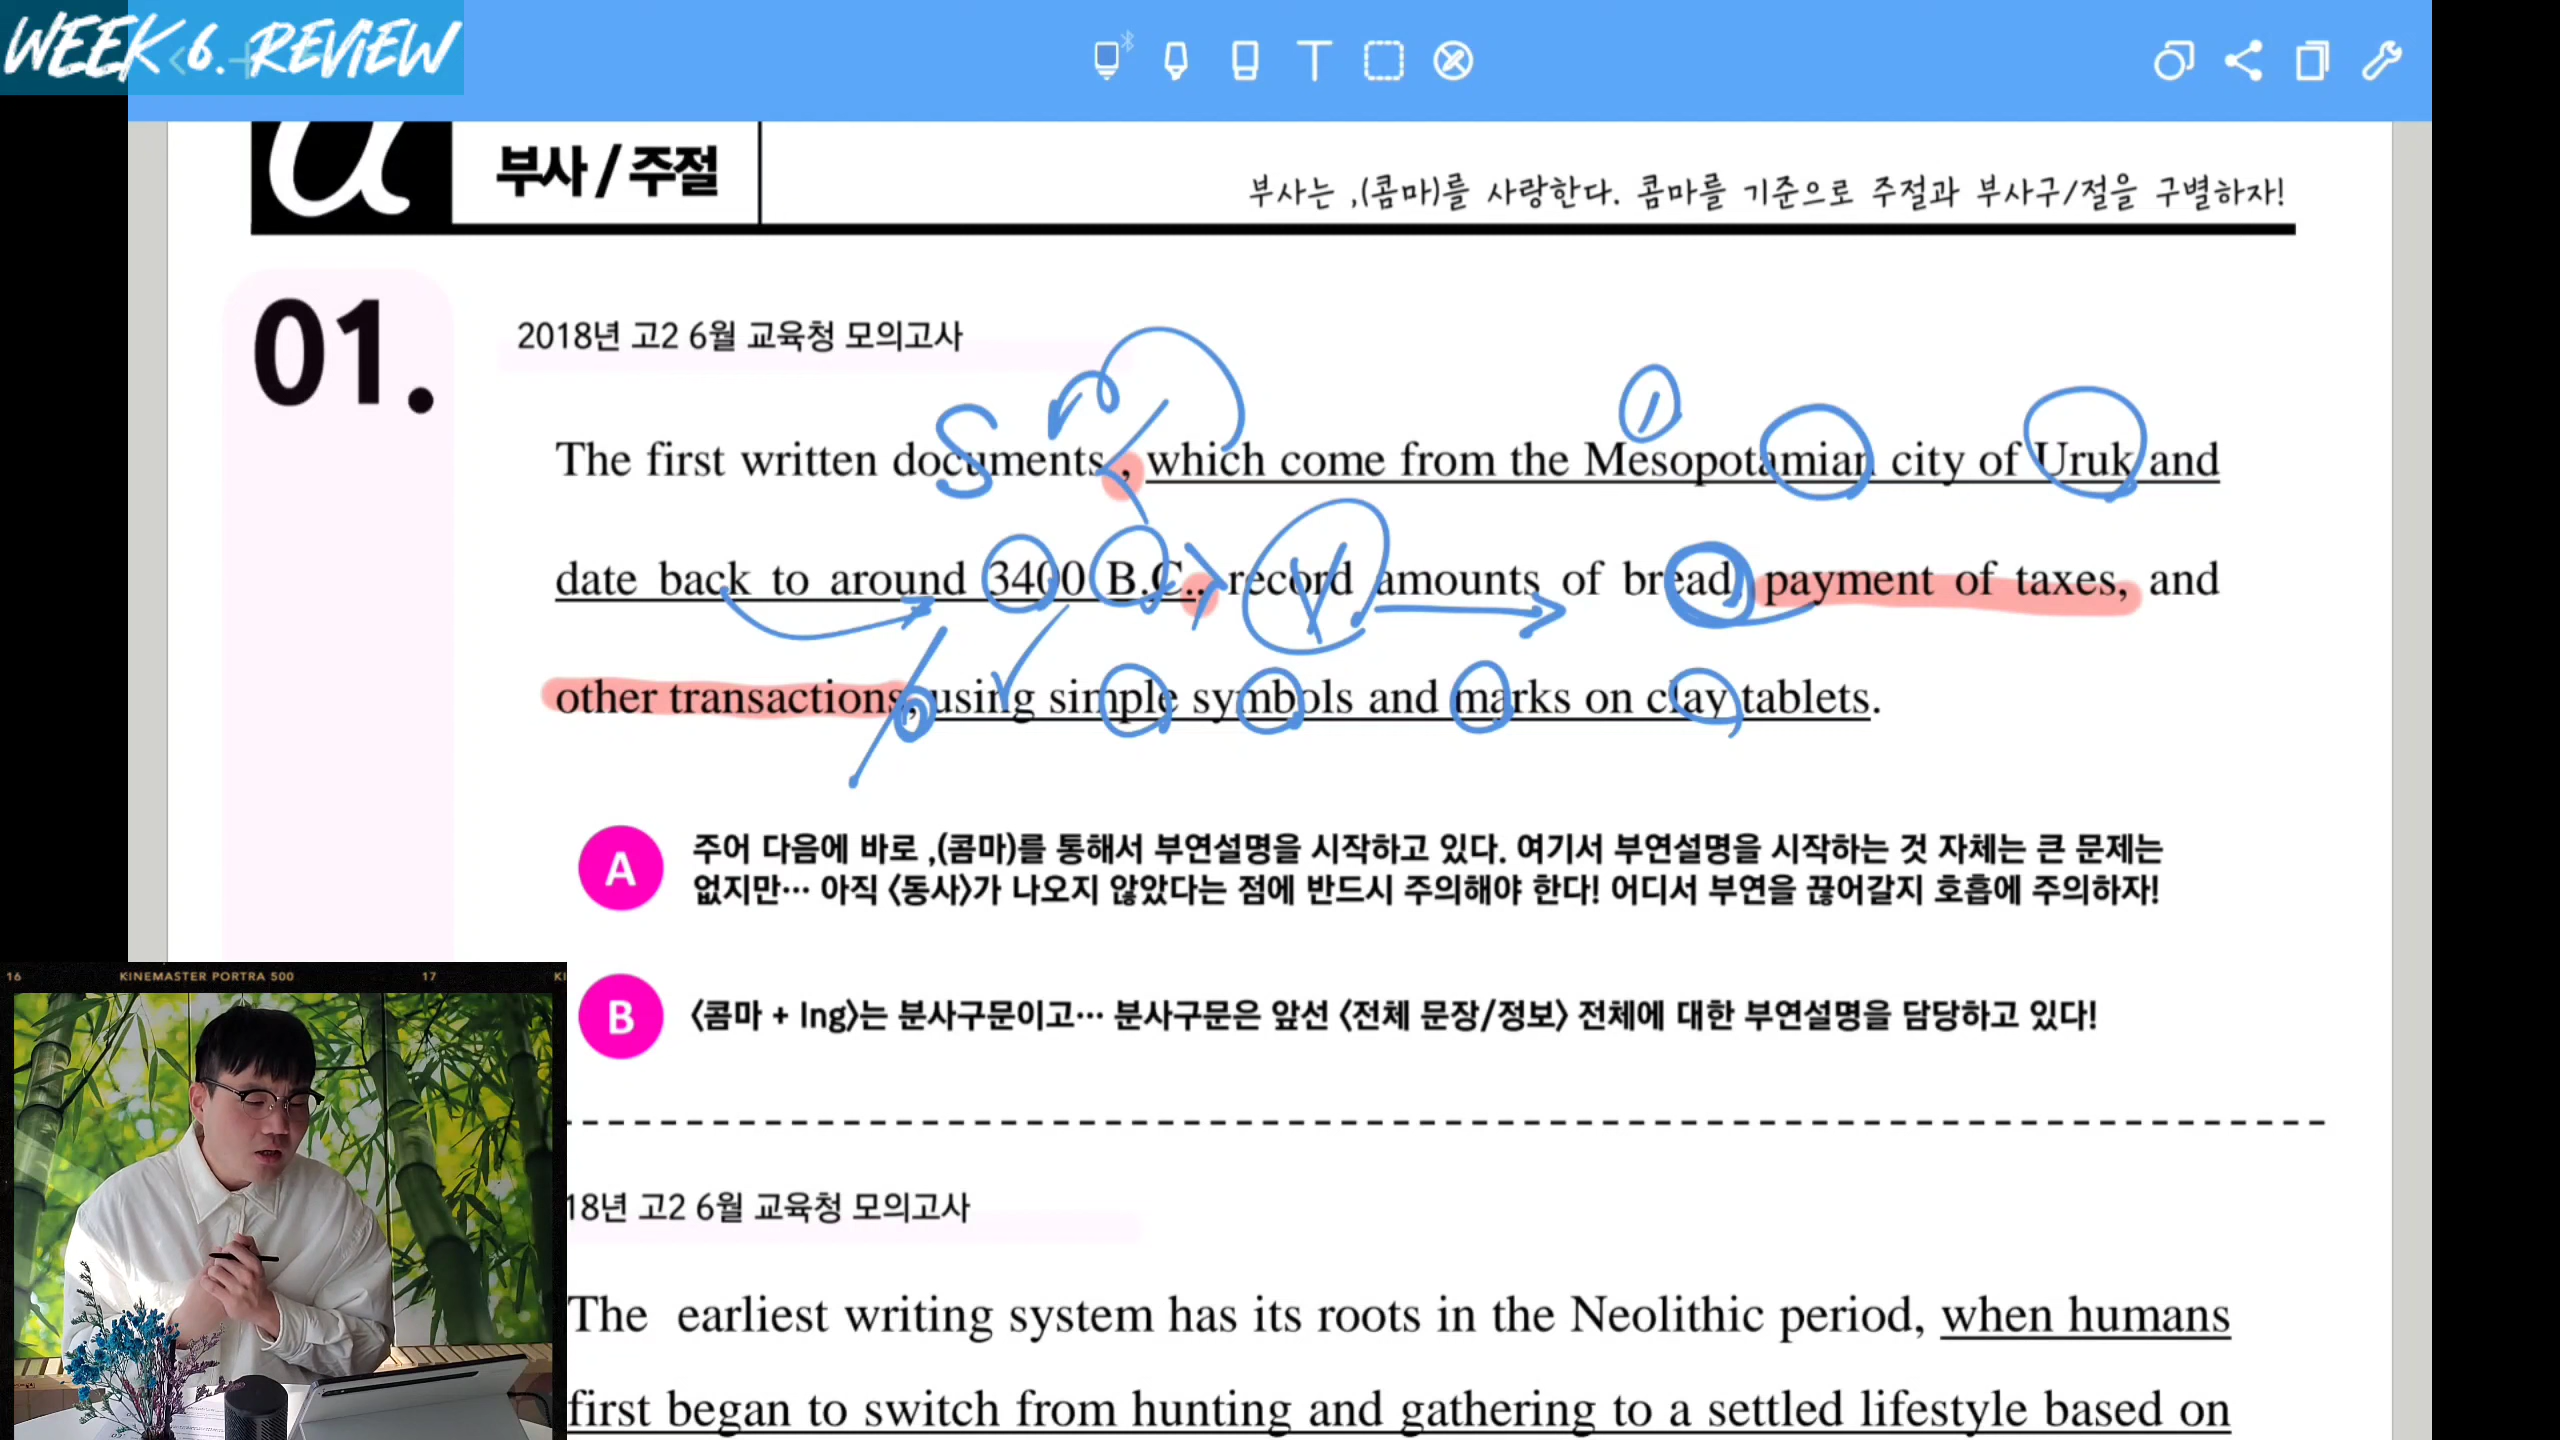 WEEK 6. REVIEW
T
a
부사 / 주절
부사는 ,(콤마)를 사랑한다. 콤마를 기준으로 주절과 부사구/절을 구별하자!
01.
2018년 고2 6월 교육청 모의고사
S
1
The first written documents , which come from the Mesopotamian city of Uruk and
V
date back to around 3400 B.C., record amounts of bread, payment of taxes, and
other transactions, using simple symbols and marks on clay tablets.
A
주어 다음에 바로 ,(콤마)를 통해서 부연설명을 시작하고 있다. 여기서 부연설명을 시작하는 것 자체는 큰 문제는
없지만… 아직 〈동사〉가 나오지 않았다는 점에 반드시 주의해야 한다! 어디서 부연을 끊어갈지 호흡에 주의하자!
B
〈콤마 + Ing〉는 분사구문이고… 분사구문은 앞선 〈전체 문장/정보〉 전체에 대한 부연설명을 담당하고 있다!
16 KINEMASTER PORTRA 500 17 KI
18년 고2 6월 교육청 모의고사
The earliest writing system has its roots in the Neolithic period, when humans
first began to switch from hunting and gathering to a settled lifestyle based on